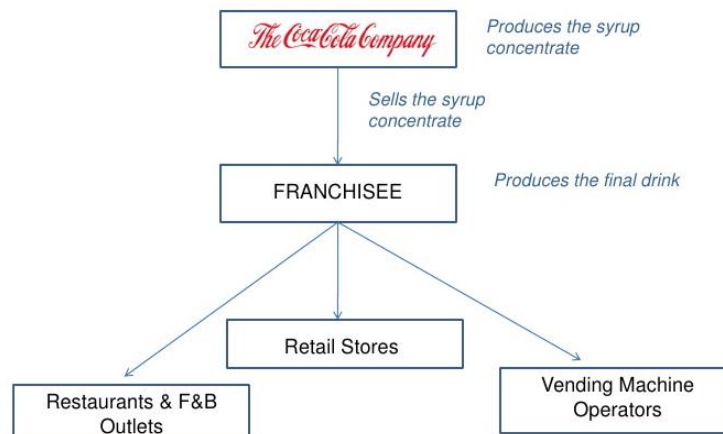 The Coca-Cola Company
Produces the syrup
concentrate
Sells the syrup
concentrate
FRANCHISEE
Produces the final drink
Retail Stores
Restaurants & F&B
Outlets
Vending Machine
Operators